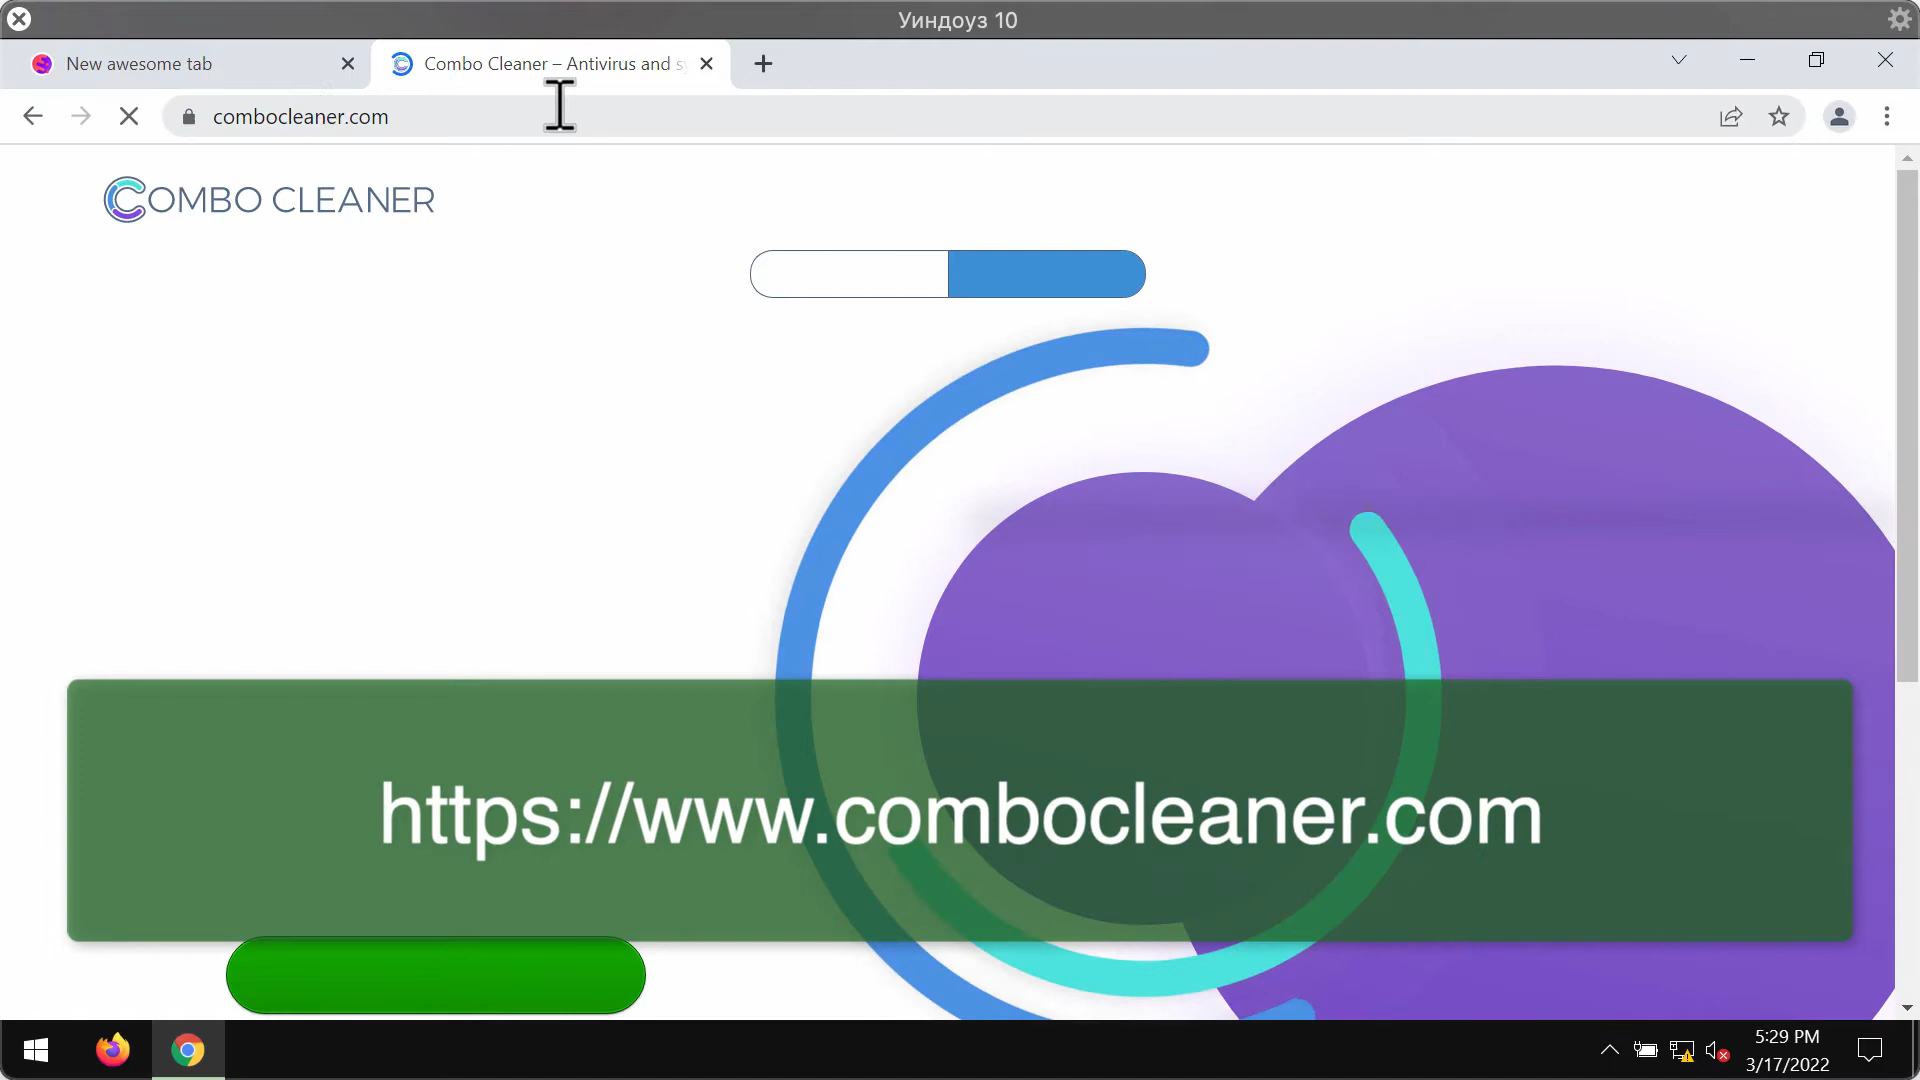 Уиндоуз 10
New awesome tab
Combo Cleaner – Antivirus and s
combocleaner.com
COMBO CLEANER
https://www.combocleaner.com
5:29 PM
3/17/2022